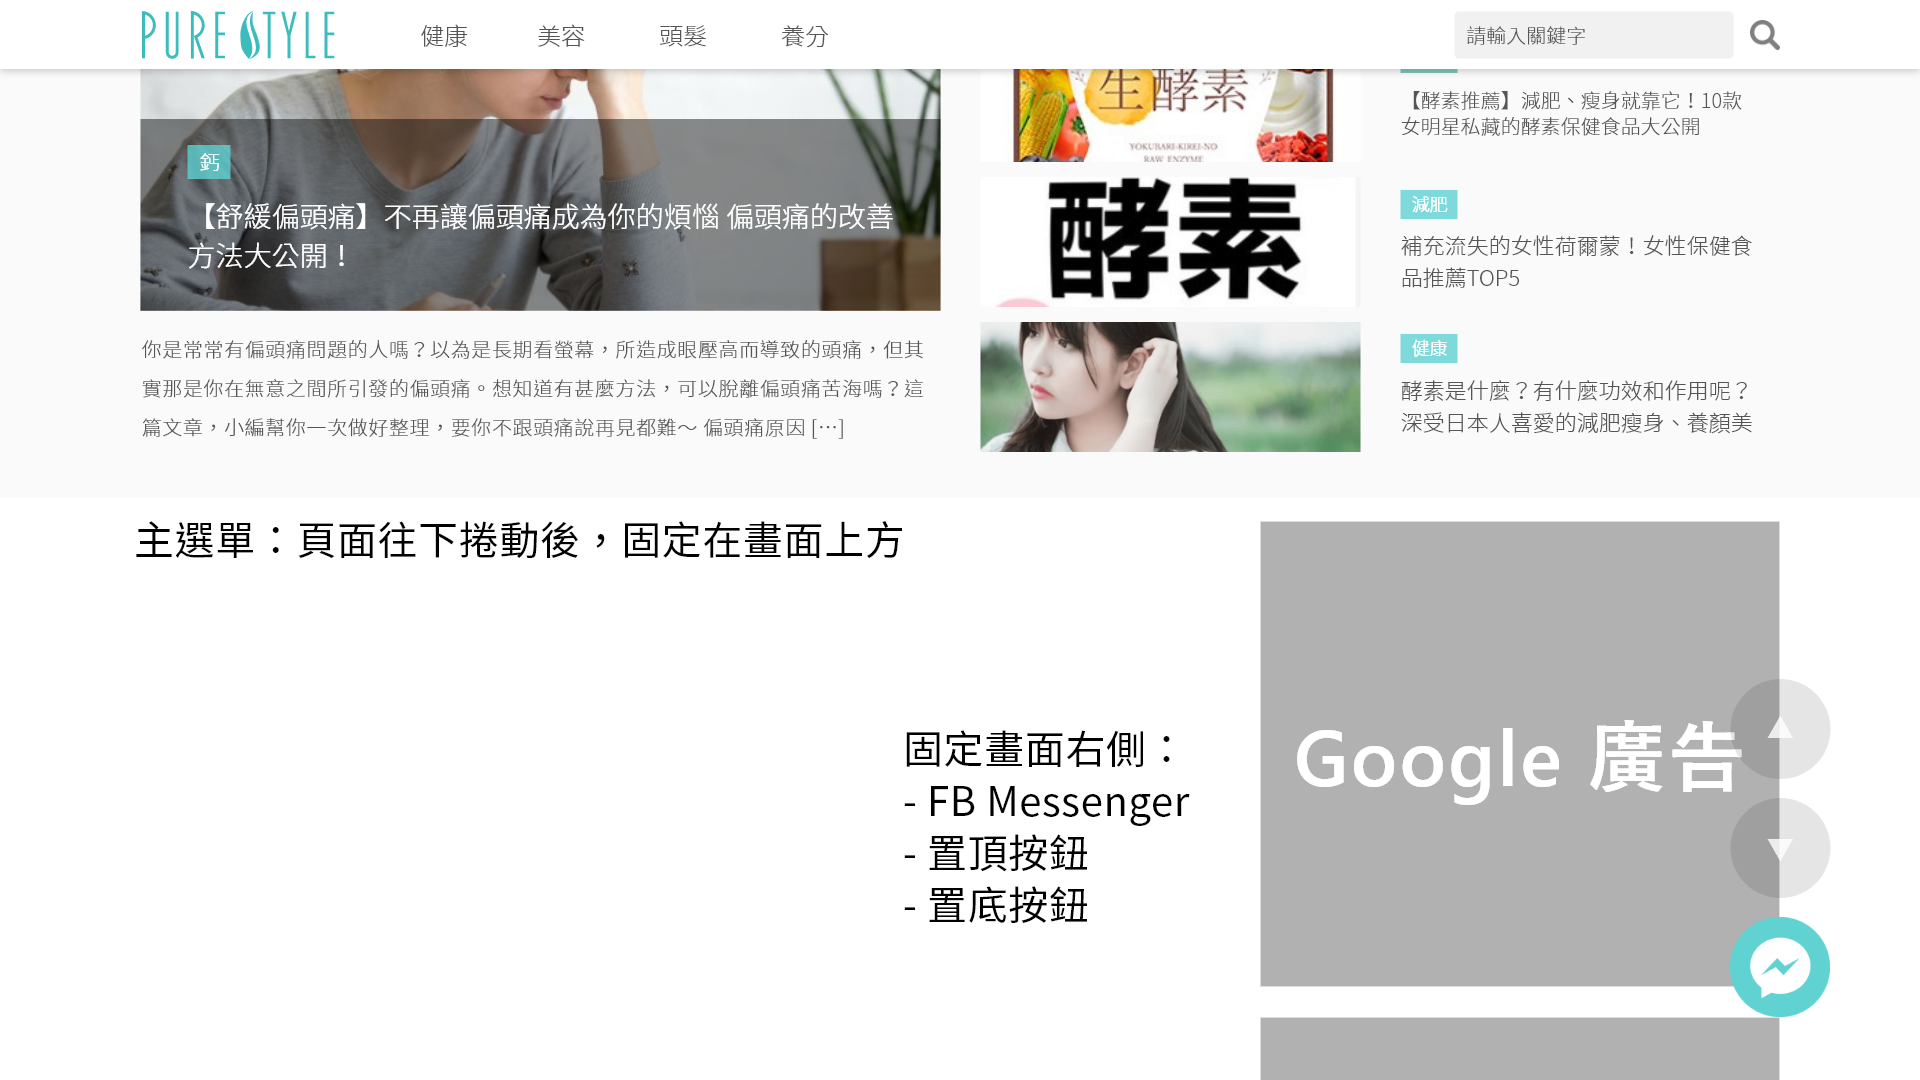 PURE STYLE
健康
美容
頭髮
養分
請輸入關鍵字
鈣
【舒緩偏頭痛】不再讓偏頭痛成為你的煩惱 偏頭痛的改善
方法大公開！
你是常常有偏頭痛問題的人嗎？以為是長期看螢幕，所造成眼壓高而導致的頭痛，但其
實那是你在無意之間所引發的偏頭痛。想知道有甚麼方法，可以脫離偏頭痛苦海嗎？這
篇文章，小編幫你一次做好整理，要你不跟頭痛說再見都難～ 偏頭痛原因 […]
生酵素
YOKUBARI-KIREI-NO
RAW ENZYME
【酵素推薦】減肥、瘦身就靠它！10款
女明星私藏的酵素保健食品大公開
酵素
減肥
補充流失的女性荷爾蒙！女性保健食
品推薦TOP5
健康
酵素是什麼？有什麼功效和作用呢？
深受日本人喜愛的減肥瘦身、養顏美
主選單：頁面往下捲動後，固定在畫面上方
固定畫面右側：
- FB Messenger
- 置頂按鈕
- 置底按鈕
Google 廣告